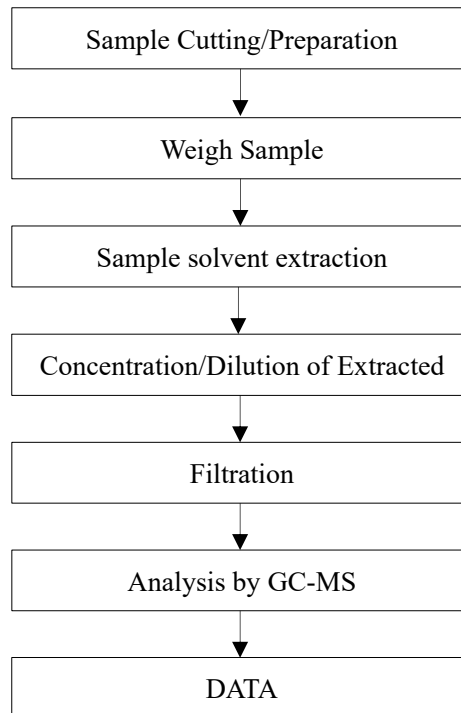 Sample Cutting/Preparation
Weigh Sample
Sample solvent extraction
Concentration/Dilution of Extracted
Filtration
Analysis by GC-MS
DATA